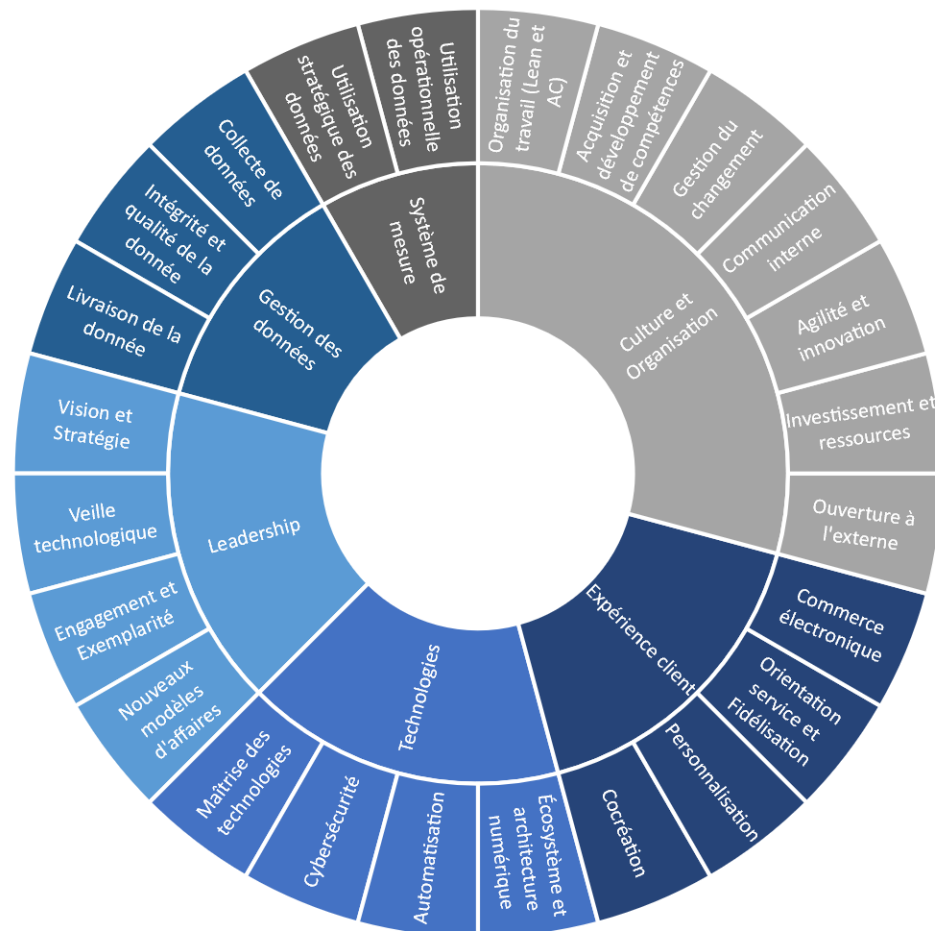 Organisation du
travail (Lean et
AC)
Acquisition et
développement
de compétences
Gestion du
changement
Communication
interne
Agilité et
innovation
Investissement et
ressources
Ouverture à
l'externe
Culture et
Organisation
Commerce
électronique
Orientation
service et
Fidélisation
Personnalisation
Cocréation
Expérience client
Écosystème et
architecture
numérique
Automatisation
Cybersécurité
Maîtrise des
technologies
Technologies
Nouveaux
modèles
d'affaires
Engagement et
Exemplarité
Veille
technologique
Vision et
Stratégie
Leadership
Livraison de la
donnée
Intégrité et
qualité de la
donnée
Collecte de
données
Gestion des
données
Utilisation
stratégique des
données
Utilisation
opérationnelle
des données
Système de
mesure